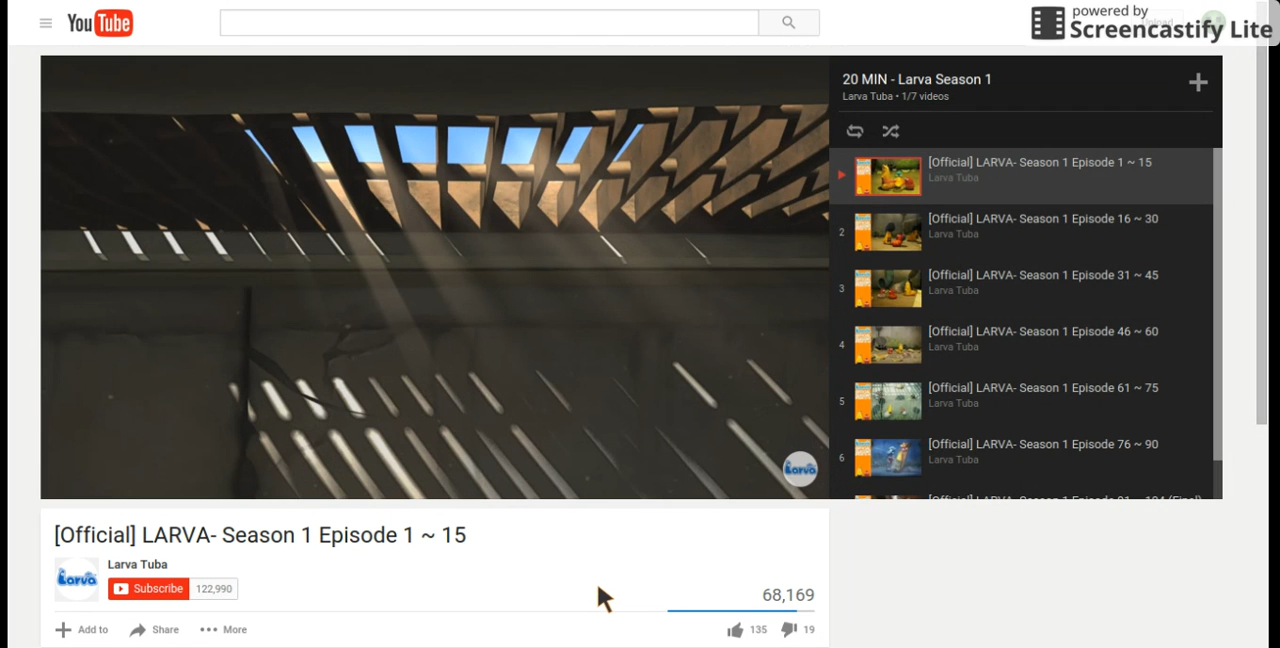 YouTube
powered by
Screencastify Lite
Upload
20 MIN - Larva Season 1
Larva Tuba • 1/7 videos
[Official] LARVA- Season 1 Episode 1 ~ 15
Larva Tuba
2
[Official] LARVA- Season 1 Episode 16 ~ 30
Larva Tuba
3
[Official] LARVA- Season 1 Episode 31 ~ 45
Larva Tuba
4
[Official] LARVA- Season 1 Episode 46 ~ 60
Larva Tuba
5
[Official] LARVA- Season 1 Episode 61 ~ 75
Larva Tuba
6
[Official] LARVA- Season 1 Episode 76 ~ 90
Larva Tuba
Larva
[Official] LARVA- Season 1 Episode 1 ~ 15
Larva
Larva Tuba
Subscribe 122,990
68,169
Add to Share More
135 19